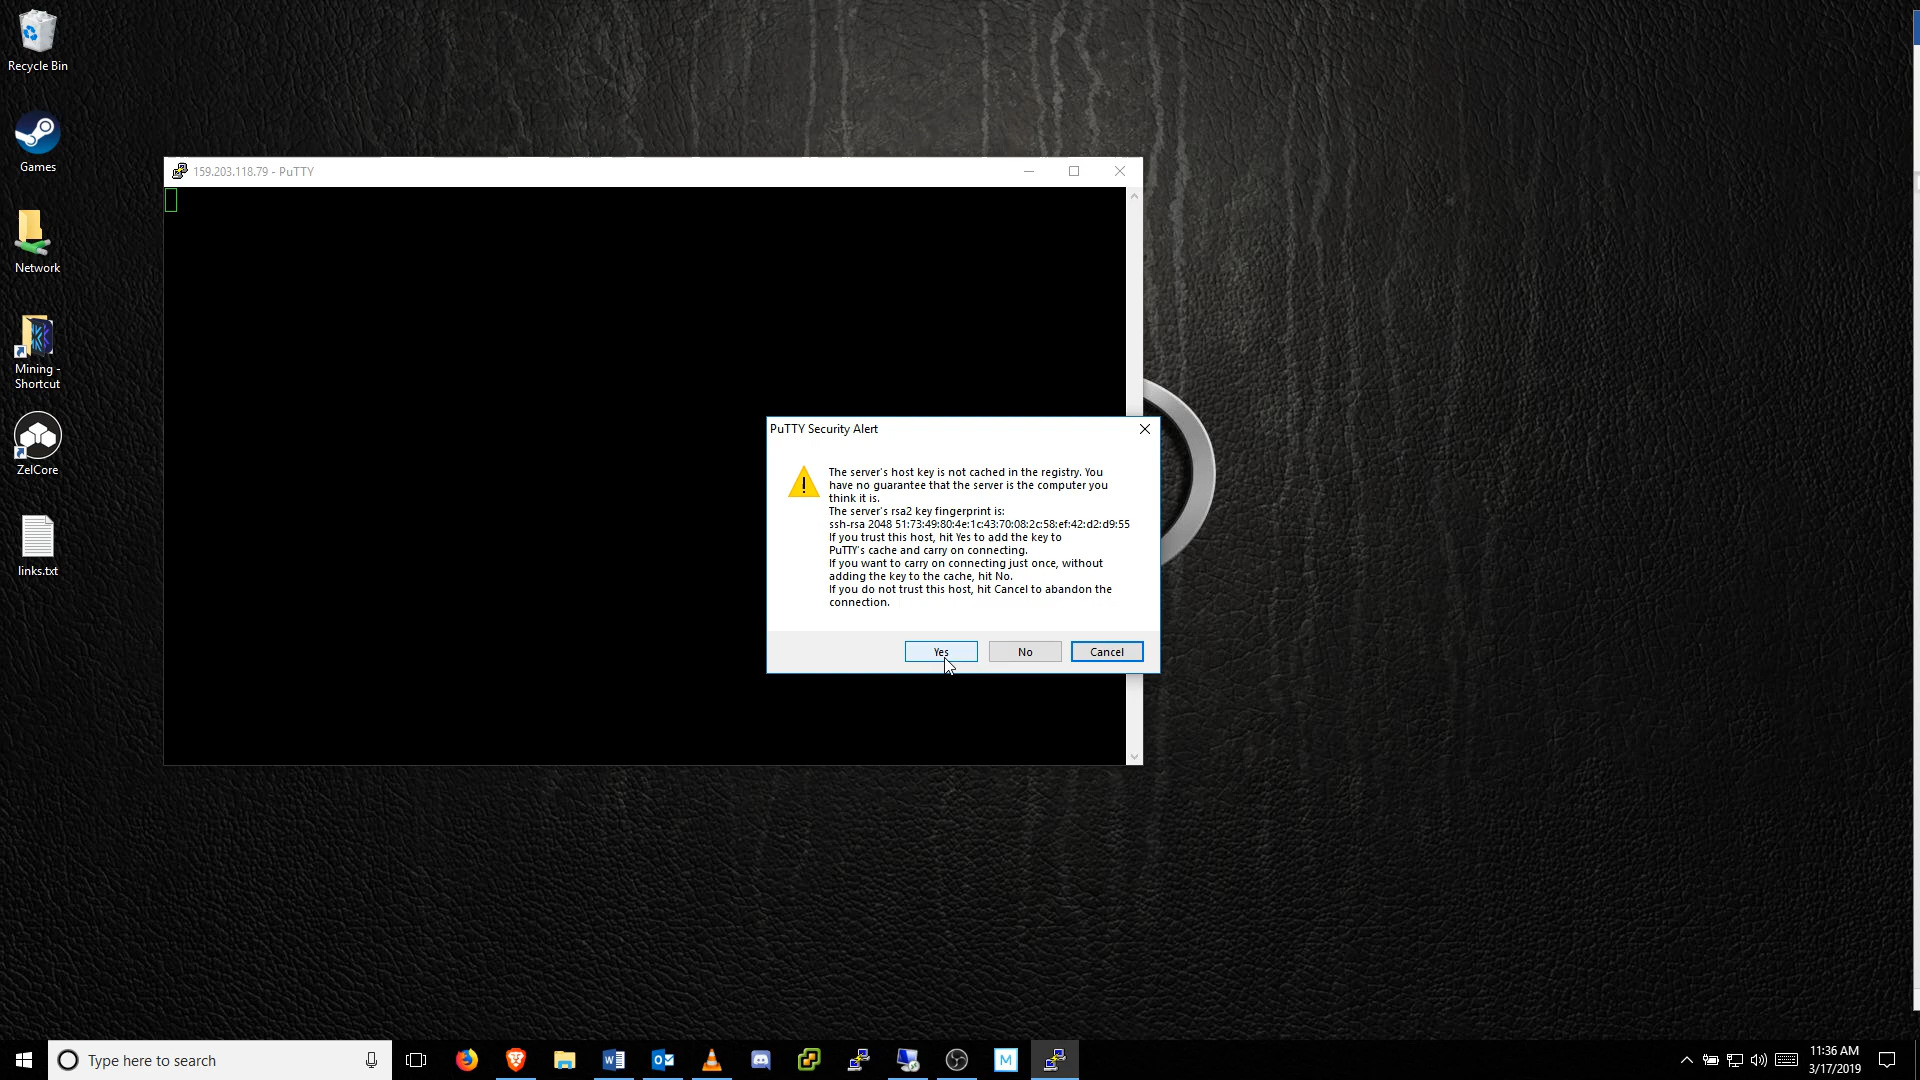 Recycle Bin
Games
Network
Mining -
Shortcut
ZelCore
links.txt
159.203.118.79 - PuTTY
PuTTY Security Alert
The server's host key is not cached in the registry. You
have no guarantee that the server is the computer you
think it is.
The server's rsa2 key fingerprint is:
ssh-rsa 2048 51:73:49:80:4e:1c:43:70:08:2c:58:ef:42:d2:d9:55
If you trust this host, hit Yes to add the key to
PuTTY's cache and carry on connecting.
If you want to carry on connecting just once, without
adding the key to the cache, hit No.
If you do not trust this host, hit Cancel to abandon the
connection.
Yes
No
Cancel
Type here to search
M
11:36 AM
3/17/2019